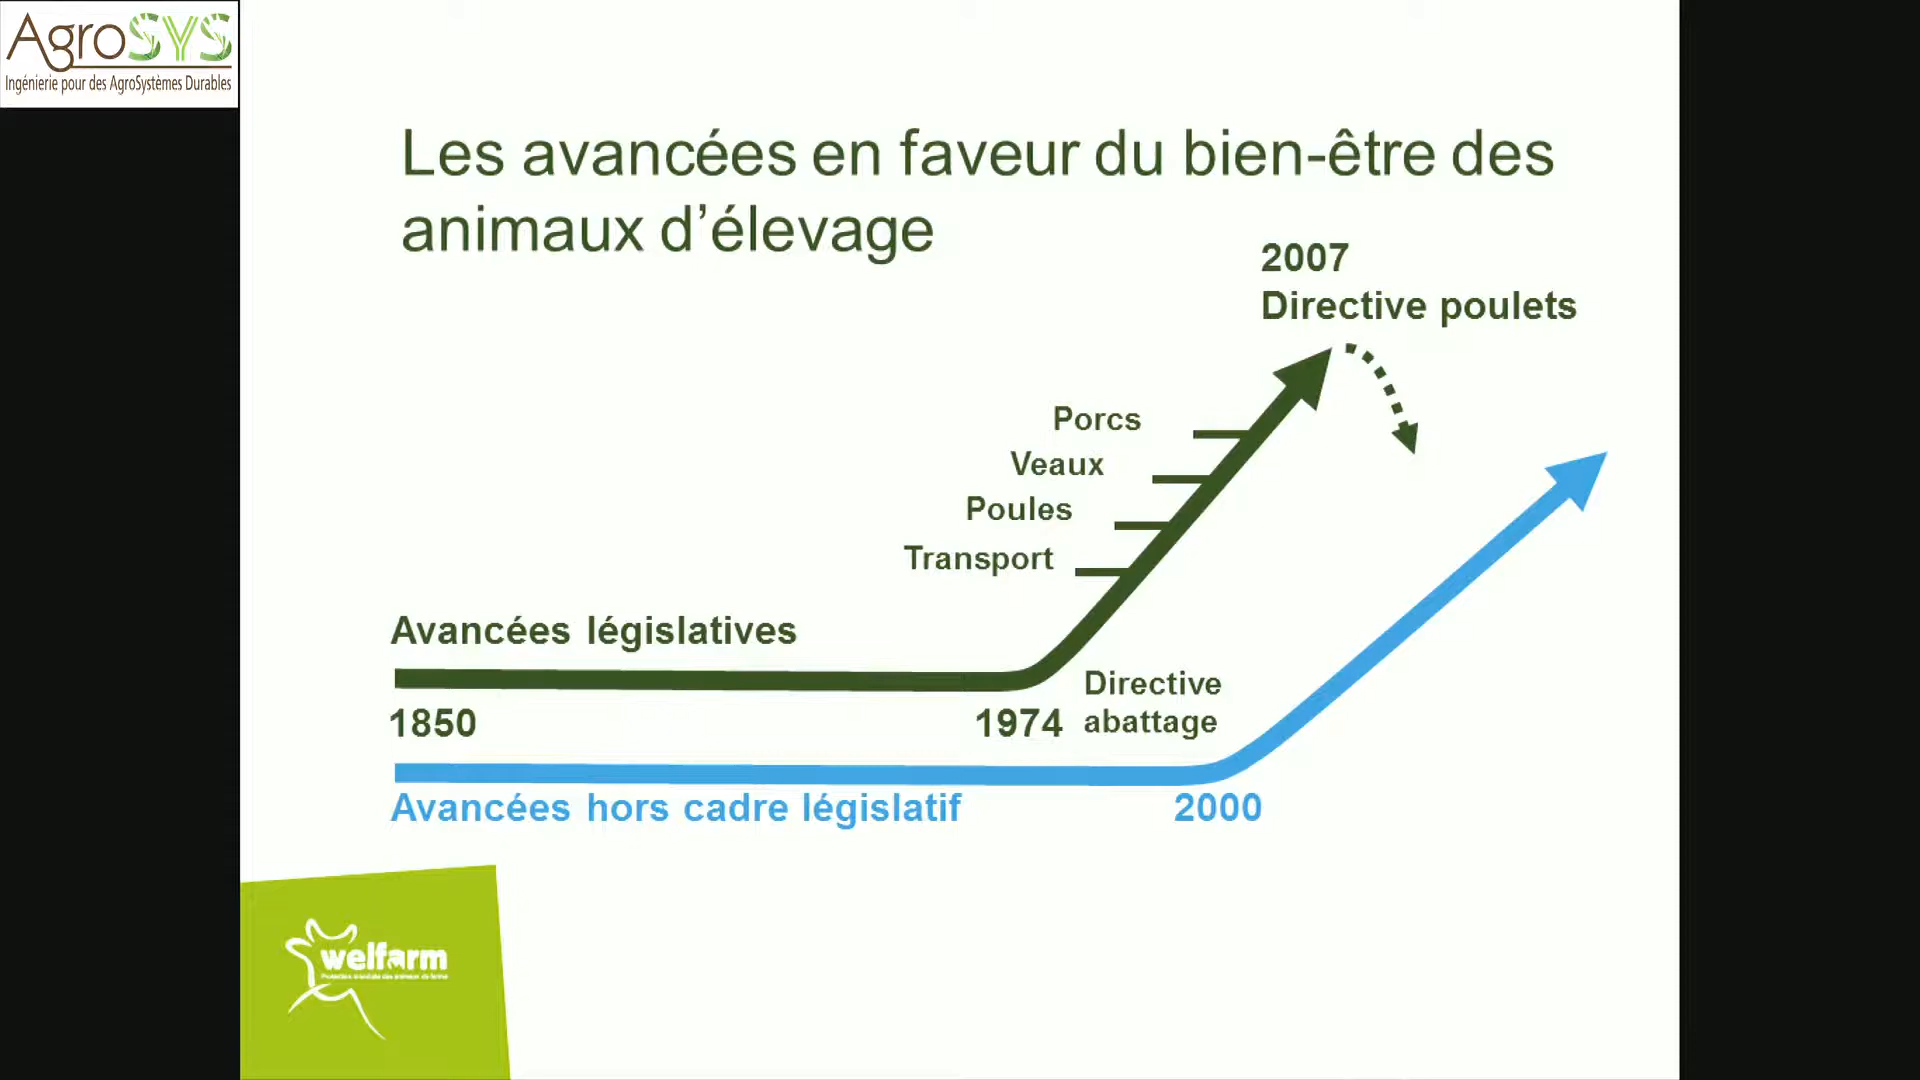 AgroSYS
Ingénierie pour des AgroSystèmes Durables
Les avancées en faveur du bien-être des
animaux d’élevage
2007
Directive poulets
Porcs
Veaux
Poules
Transport
Avancées législatives
1850
1974
Directive
abattage
Avancées hors cadre législatif
2000
welfarm